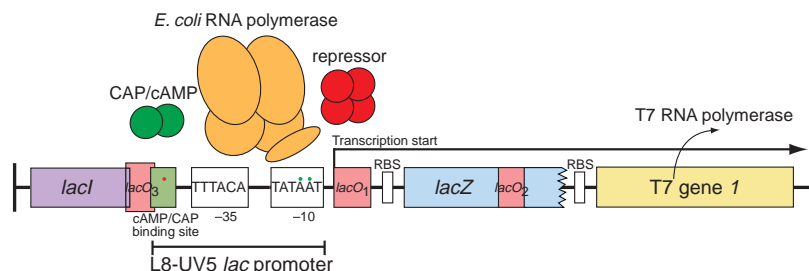 E. coli RNA polymerase
repressor
CAP/cAMP
T7 RNA polymerase
Transcription start
RBS
RBS
lacI
lacO3
TTTACA
TATAAT
lacO1
lacZ
lacO2
T7 gene 1
cAMP/CAP
binding site
–35
–10
L8-UV5 lac promoter